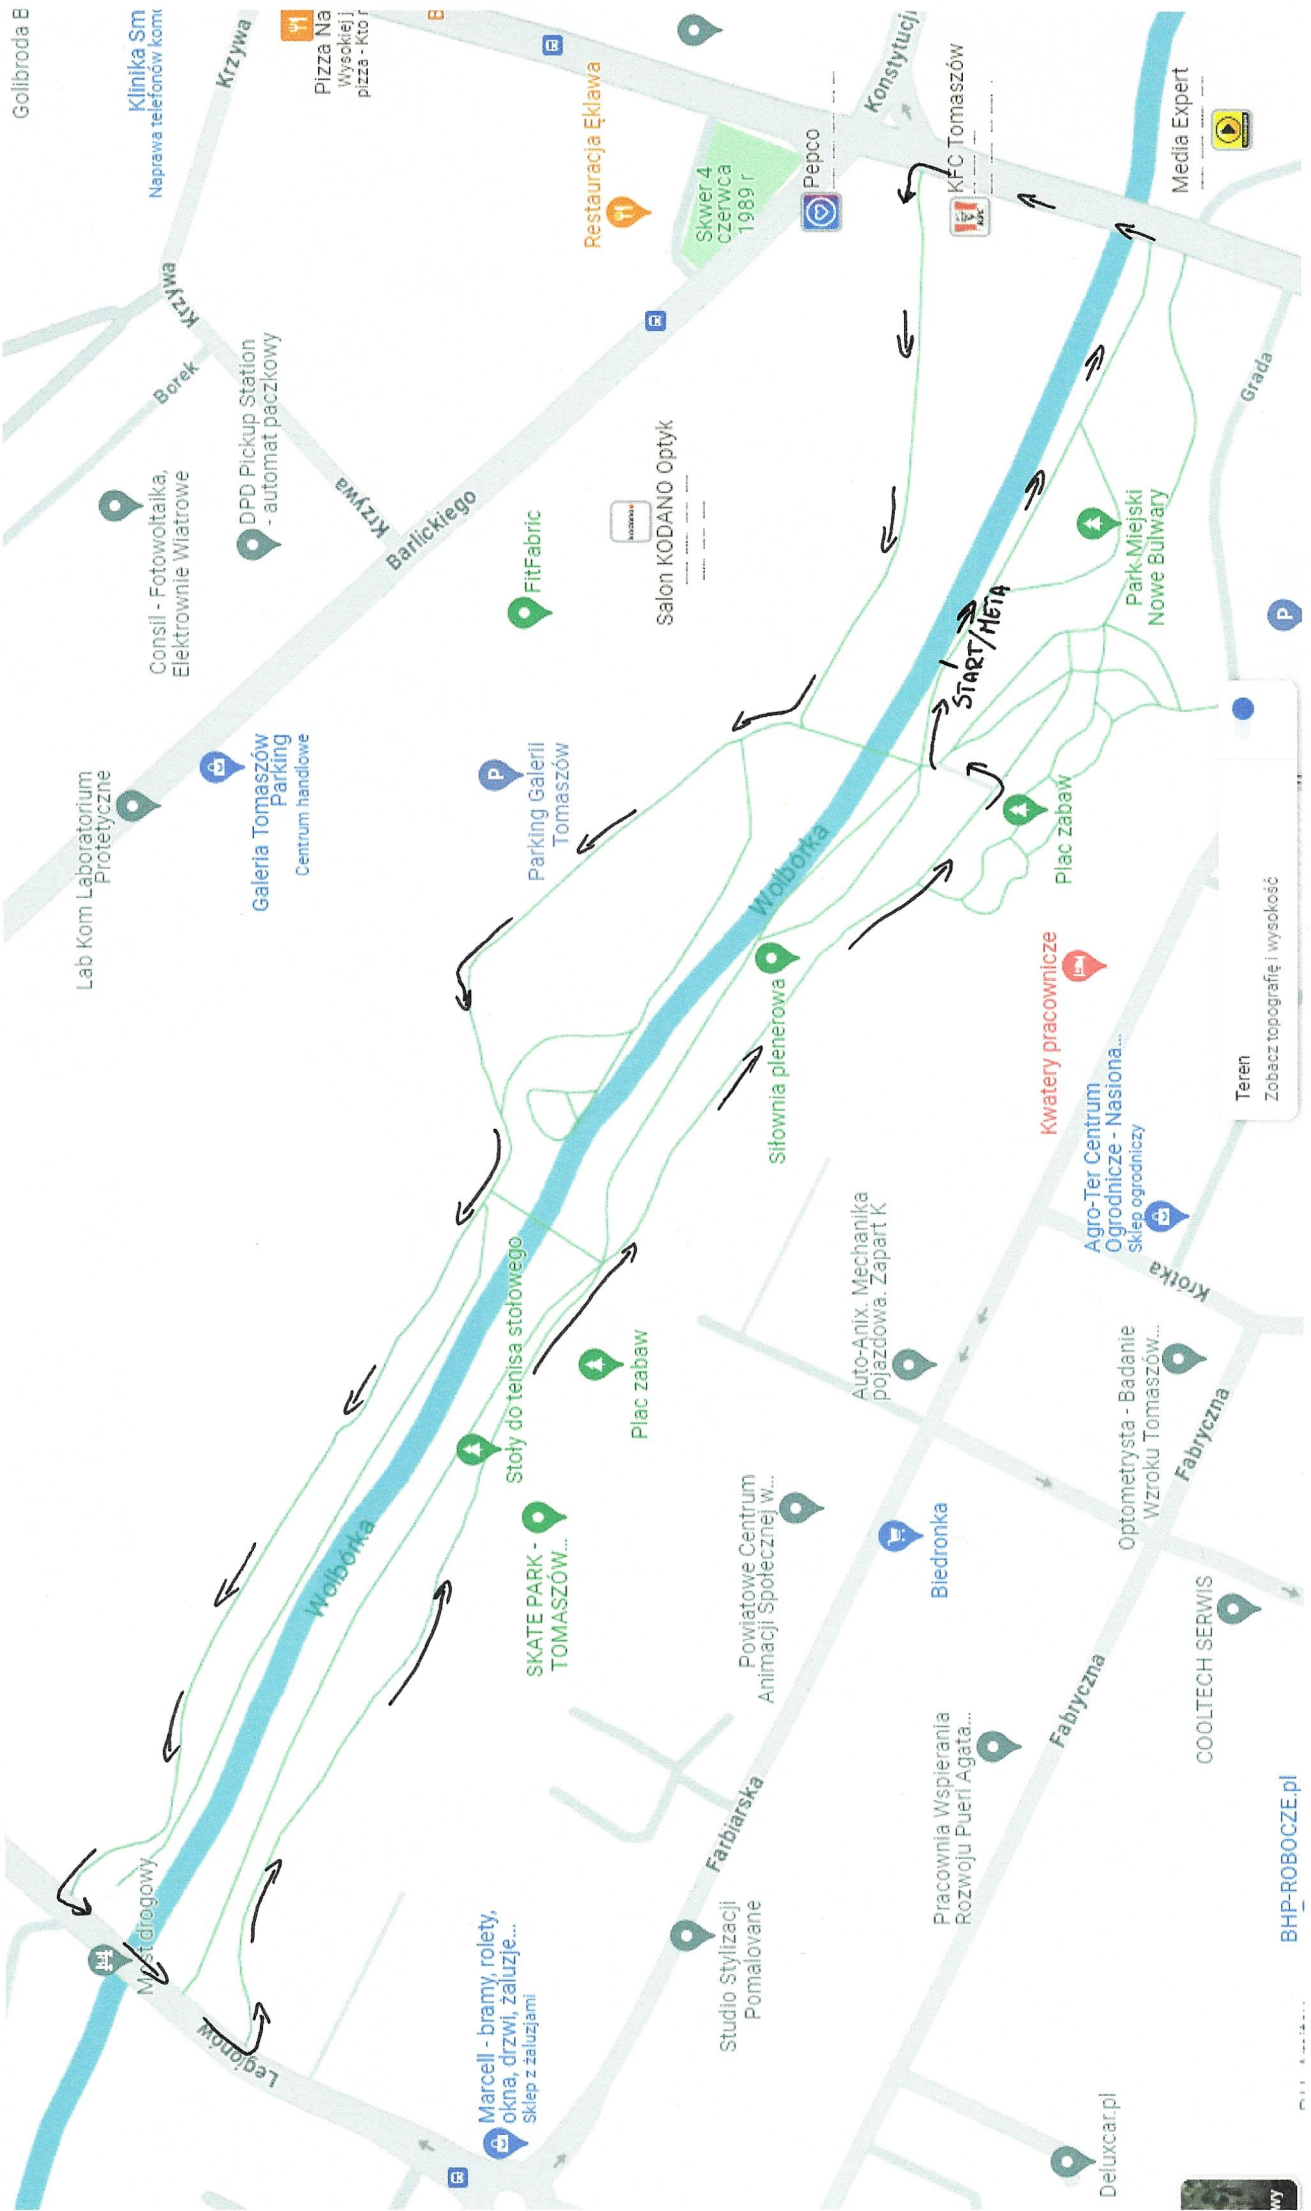 Golibroda B
Klinika Sm
Naprawa telefonów komó
Krzywa
Pizza Na
Wysokiej j
pizza - Kto r
B
Konstytucji
Restauracja Ęklawa
Skwer 4
czerwca
1989 r
Pepco
KFC Tomaszów
Media Expert
Krzywa
Borek
DPD Pickup Station
- automat paczkowy
Consil - Fotowoltaika,
Elektrownie Wiatrowe
Krzywa
Barlickiego
FitFabric
Salon KODANO Optyk
Grada
Park Miejski
Nowe Bulwary
START/META
P
Lab Kom Laboratorium
Protetyczne
Galeria Tomaszów
Parking
Centrum handlowe
P
Parking Galerii
Tomaszów
Wolbórka
Plac zabaw
Siłownia plenerowa
Kwatery pracownicze
Teren
Zobacz topografię i wysokość
Agro-Ter Centrum
Ogrodnicze - Nasiona...
Sklep ogrodniczy
Krótka
Stoły do tenisa stołowego
Plac zabaw
Auto-Anix. Mechanika
pojazdowa. Zapart K
Optometrysta - Badanie
Wzroku Tomaszów...
Fabryczna
Wolbórka
SKATE PARK -
TOMASZÓW...
Powiatowe Centrum
Animacji Społecznej w...
Biedronka
COOLTECH SERWIS
Farbiarska
Pracownia Wspierania
Rozwoju Pueri Agata...
Fabryczna
Most drogowy
Legionów
Marcell - bramy, rolety,
okna, drzwi, żaluzje...
Sklep z żaluzjami
Studio Stylizacji
Pomalowane
BHP-ROBOCZE.pl
Deluxcar.pl
wy